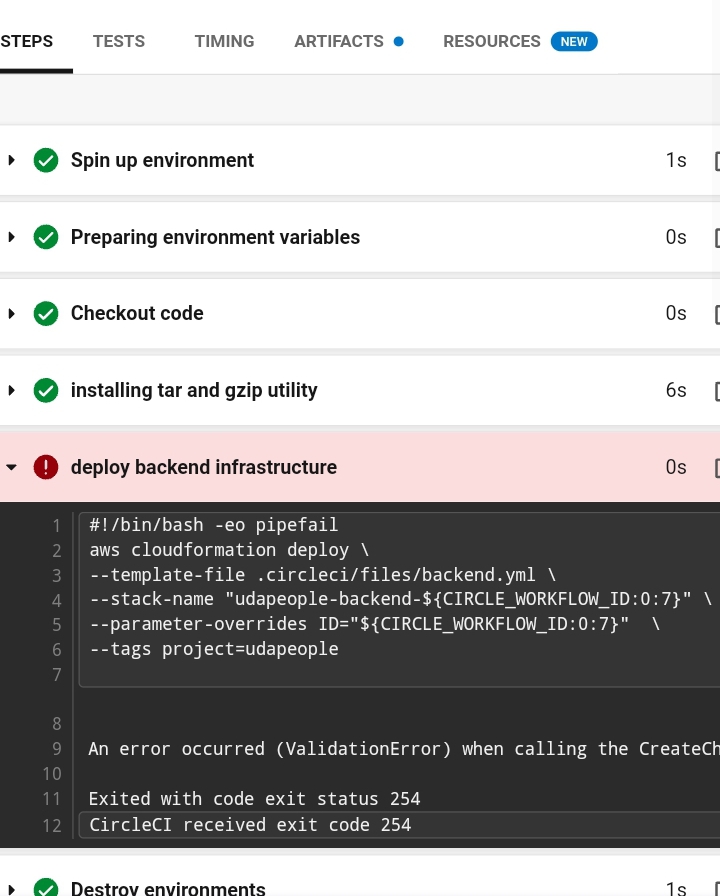 STEPS TESTS TIMING ARTIFACTS RESOURCES NEW
Spin up environment 1s
Preparing environment variables 0s
Checkout code 0s
installing tar and gzip utility 6s
deploy backend infrastructure 0s
1 #!/bin/bash -eo pipefail
2 aws cloudformation deploy \
3 --template-file .circleci/files/backend.yml \
4 --stack-name "udapeople-backend-${CIRCLE_WORKFLOW_ID:0:7}" \
5 --parameter-overrides ID="${CIRCLE_WORKFLOW_ID:0:7}"  \
6 --tags project=udapeople
7
8
9 An error occurred (ValidationError) when calling the CreateCh
10
11 Exited with code exit status 254
12 CircleCI received exit code 254
Destroy environments 1s